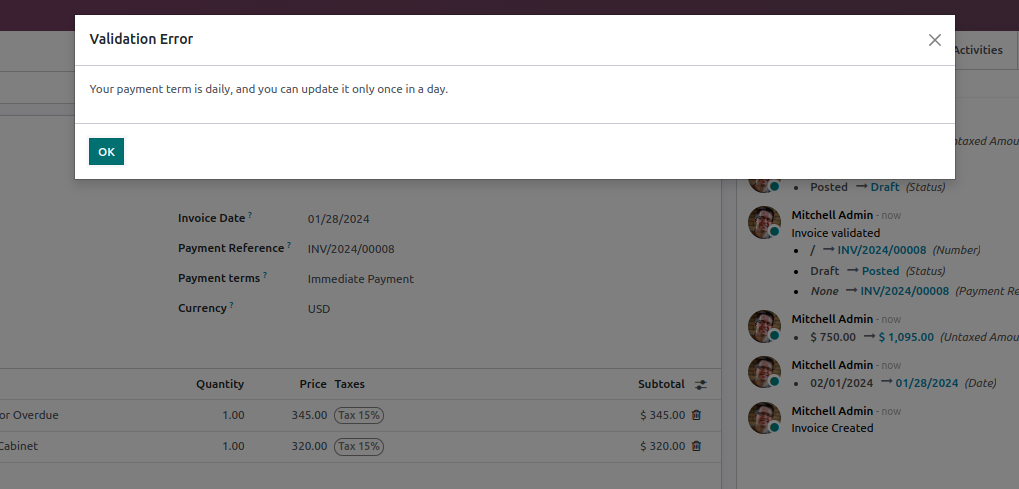 Validation Error
Your payment term is daily, and you can update it only once in a day.
OK
Activities
Invoice Date ? 01/28/2024
Payment Reference ? INV/2024/00008
Payment terms ? Immediate Payment
Currency ? USD
Quantity Price Taxes Subtotal
or Overdue 1.00 345.00 Tax 15% $ 345.00
Cabinet 1.00 320.00 Tax 15% $ 320.00
Posted → Draft (Status)
Mitchell Admin - now
Invoice validated
/ → INV/2024/00008 (Number)
Draft → Posted (Status)
None → INV/2024/00008 (Payment Re
Mitchell Admin - now
$ 750.00 → $ 1,095.00 (Untaxed Amou
Mitchell Admin - now
02/01/2024 → 01/28/2024 (Date)
Mitchell Admin - now
Invoice Created